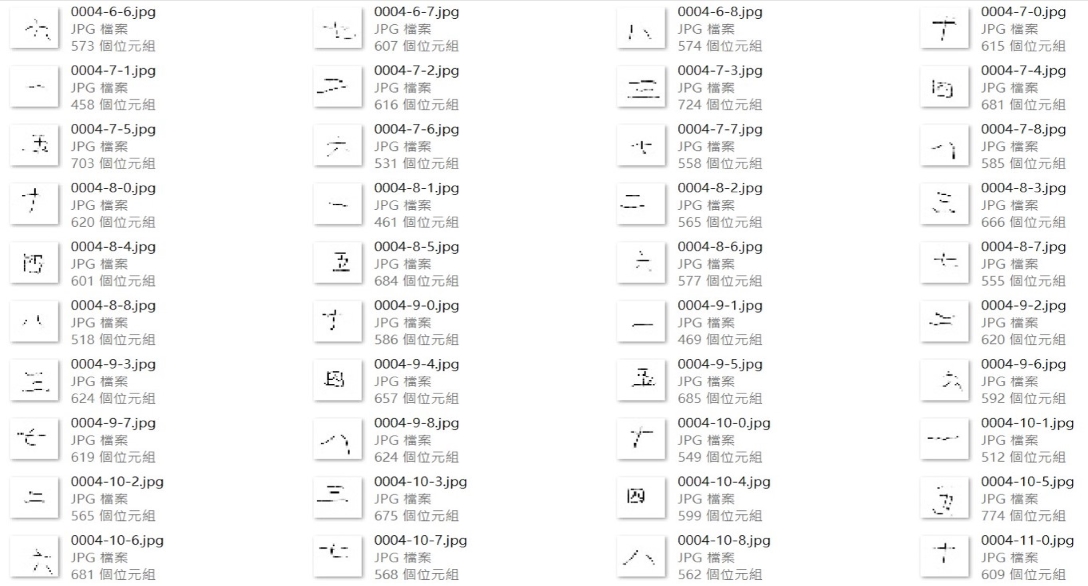 六 0004-6-6.jpg
JPG 檔案
573 個位元組
七 0004-6-7.jpg
JPG 檔案
607 個位元組
八 0004-6-8.jpg
JPG 檔案
574 個位元組
十 0004-7-0.jpg
JPG 檔案
615 個位元組
一 0004-7-1.jpg
JPG 檔案
458 個位元組
二 0004-7-2.jpg
JPG 檔案
616 個位元組
三 0004-7-3.jpg
JPG 檔案
724 個位元組
四 0004-7-4.jpg
JPG 檔案
681 個位元組
五 0004-7-5.jpg
JPG 檔案
703 個位元組
六 0004-7-6.jpg
JPG 檔案
531 個位元組
七 0004-7-7.jpg
JPG 檔案
558 個位元組
八 0004-7-8.jpg
JPG 檔案
585 個位元組
十 0004-8-0.jpg
JPG 檔案
620 個位元組
一 0004-8-1.jpg
JPG 檔案
461 個位元組
二 0004-8-2.jpg
JPG 檔案
565 個位元組
三 0004-8-3.jpg
JPG 檔案
666 個位元組
四 0004-8-4.jpg
JPG 檔案
601 個位元組
五 0004-8-5.jpg
JPG 檔案
684 個位元組
六 0004-8-6.jpg
JPG 檔案
577 個位元組
七 0004-8-7.jpg
JPG 檔案
555 個位元組
八 0004-8-8.jpg
JPG 檔案
518 個位元組
十 0004-9-0.jpg
JPG 檔案
586 個位元組
一 0004-9-1.jpg
JPG 檔案
469 個位元組
二 0004-9-2.jpg
JPG 檔案
620 個位元組
三 0004-9-3.jpg
JPG 檔案
624 個位元組
四 0004-9-4.jpg
JPG 檔案
657 個位元組
五 0004-9-5.jpg
JPG 檔案
685 個位元組
六 0004-9-6.jpg
JPG 檔案
592 個位元組
七 0004-9-7.jpg
JPG 檔案
619 個位元組
八 0004-9-8.jpg
JPG 檔案
624 個位元組
十 0004-10-0.jpg
JPG 檔案
549 個位元組
一 0004-10-1.jpg
JPG 檔案
512 個位元組
二 0004-10-2.jpg
JPG 檔案
565 個位元組
三 0004-10-3.jpg
JPG 檔案
675 個位元組
四 0004-10-4.jpg
JPG 檔案
599 個位元組
五 0004-10-5.jpg
JPG 檔案
774 個位元組
六 0004-10-6.jpg
JPG 檔案
681 個位元組
七 0004-10-7.jpg
JPG 檔案
568 個位元組
八 0004-10-8.jpg
JPG 檔案
562 個位元組
十 0004-11-0.jpg
JPG 檔案
609 個位元組